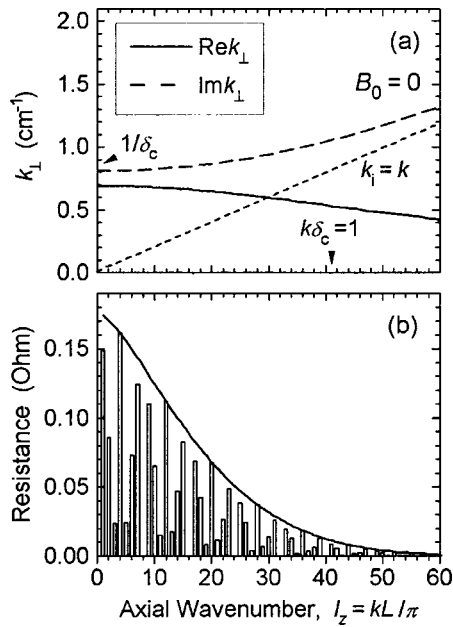 2.0
1.5
1.0
0.5
0.0
k⊥ (cm⁻¹)
Rek⊥
Imk⊥
(a)
B₀ = 0
1/δc
kᵢ = k
kδc = 1
0.15
0.10
0.05
0.00
Resistance (Ohm)
(b)
0 10 20 30 40 50 60
Axial Wavenumber, l_z = kL/π